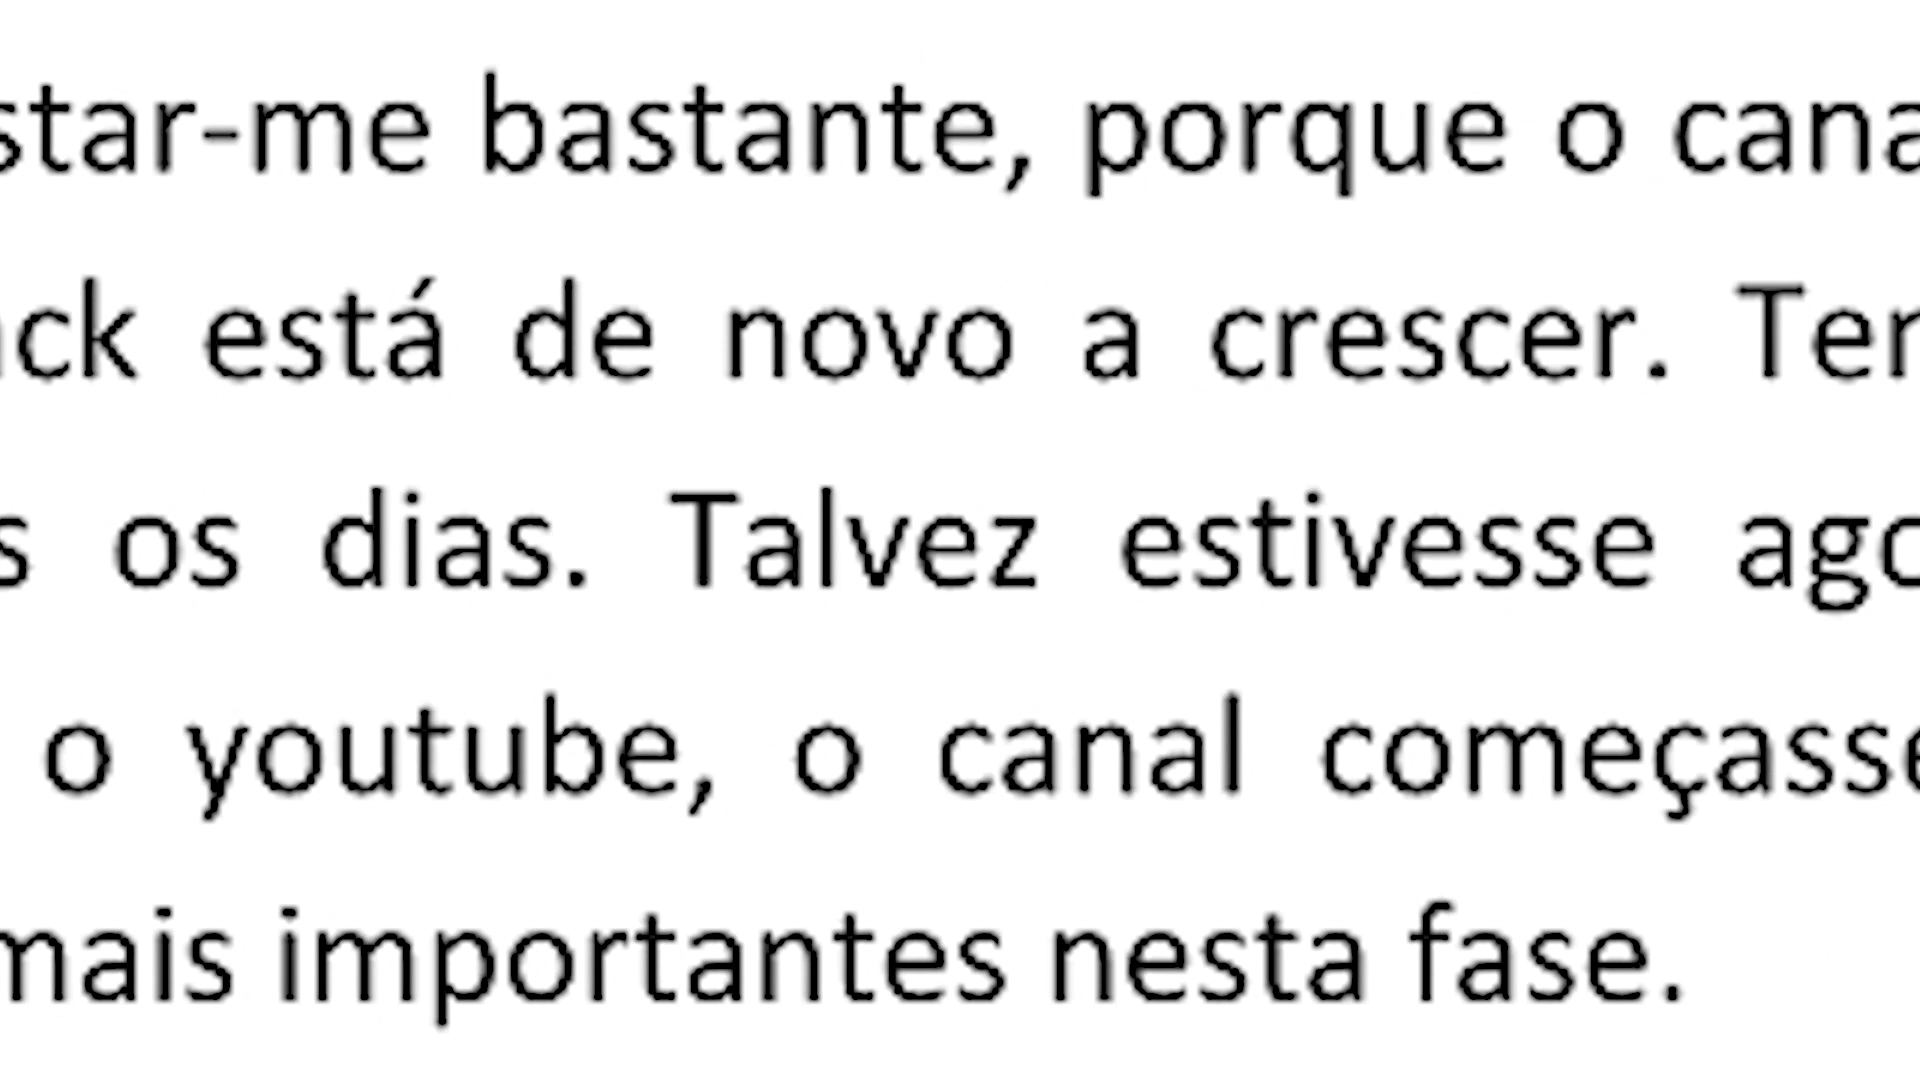 star-me bastante, porque o cana
ck está de novo a crescer. Ter
s os dias. Talvez estivesse ago
o youtube, o canal começasse
mais importantes nesta fase.